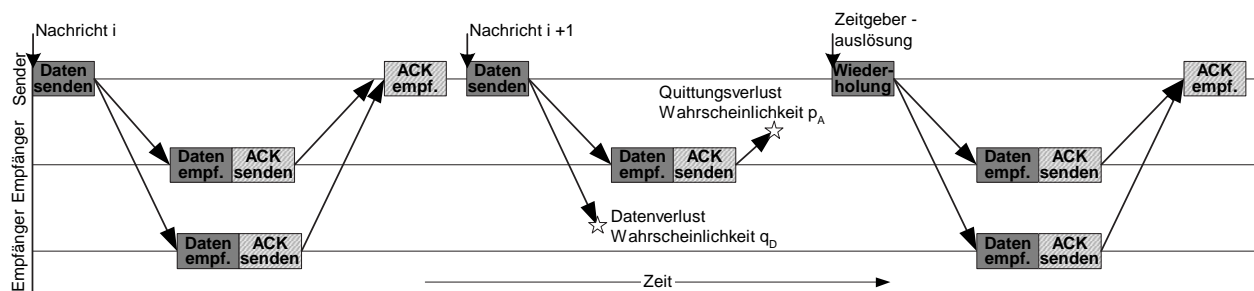 Nachricht i
Nachricht i +1
Zeitgeber -
auslösung
Sender
Daten
senden
ACK
empf.
Daten
senden
Wieder-
holung
ACK
empf.
Quittungsverlust
Wahrscheinlichkeit p_A
Empfänger
Daten
empf.
ACK
senden
Daten
empf.
ACK
senden
Daten
empf.
ACK
senden
Datenverlust
Wahrscheinlichkeit q_D
Empfänger
Daten
empf.
ACK
senden
Daten
empf.
ACK
senden
Zeit